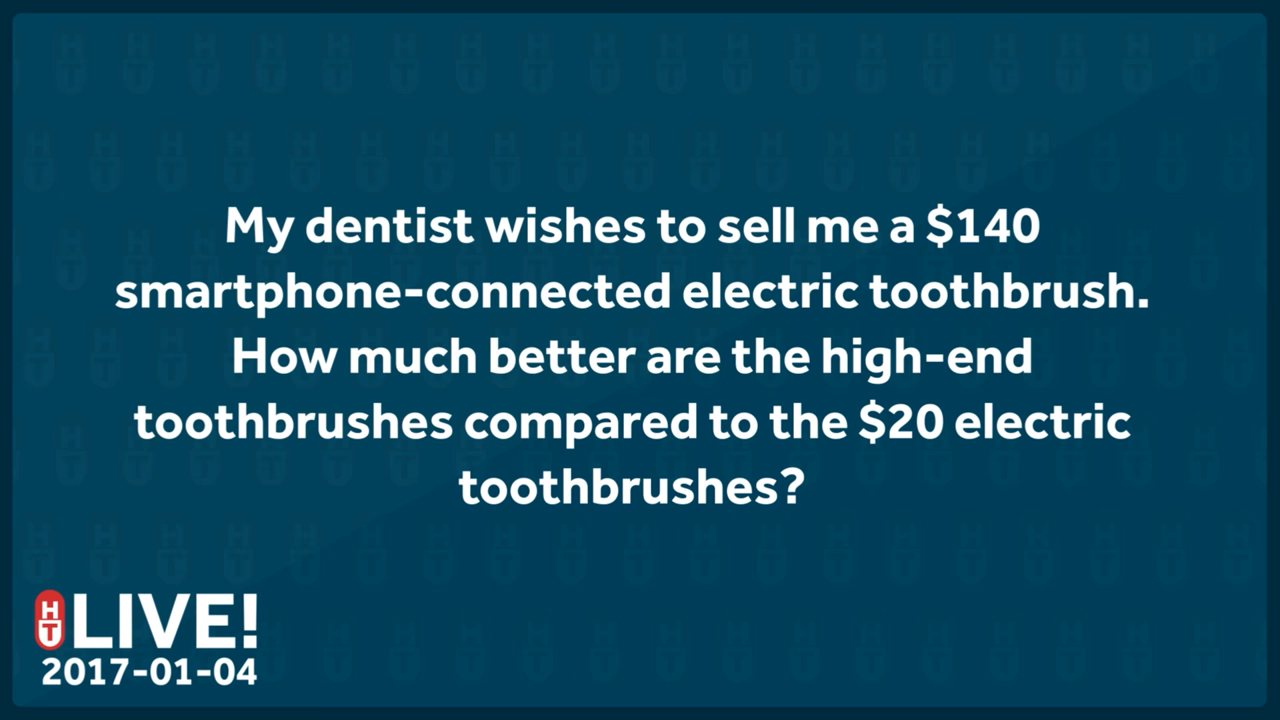 My dentist wishes to sell me a $140
smartphone-connected electric toothbrush.
How much better are the high-end
toothbrushes compared to the $20 electric
toothbrushes?
HU LIVE!
2017-01-04